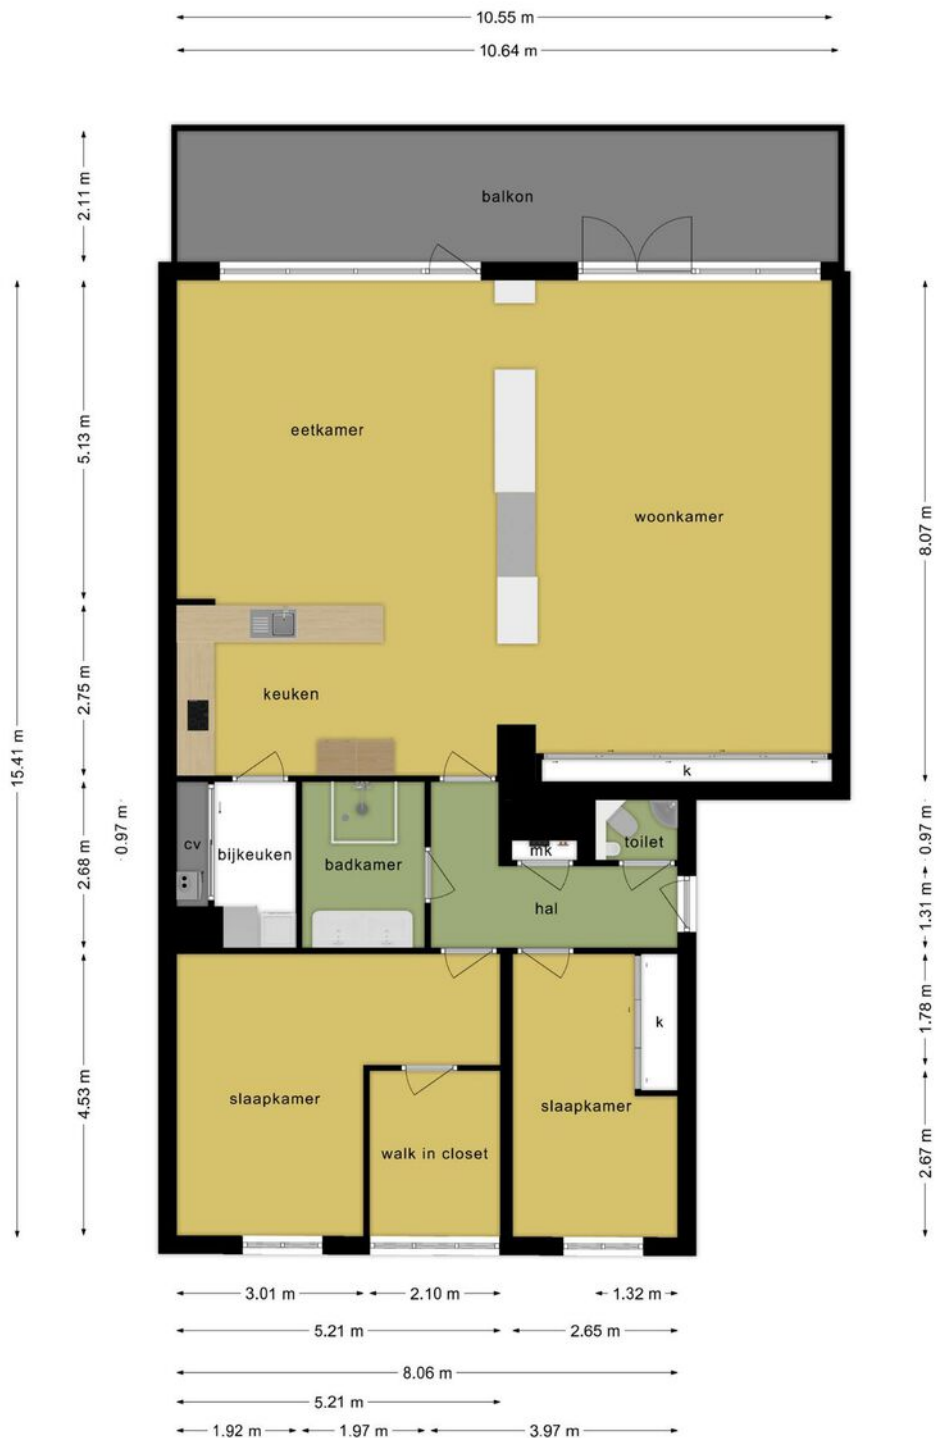 10.55 m
10.64 m
2.11 m
balkon
5.13 m
eetkamer
woonkamer
8.07 m
2.75 m
keuken
15.41 m
k
2.68 m
0.97 m
cv
bijkeuken
badkamer
mk
toilet
0.97 m
hal
1.31 m
1.78 m
k
4.53 m
slaapkamer
slaapkamer
walk in closet
2.67 m
3.01 m
2.10 m
1.32 m
5.21 m
2.65 m
8.06 m
5.21 m
1.92 m
1.97 m
3.97 m